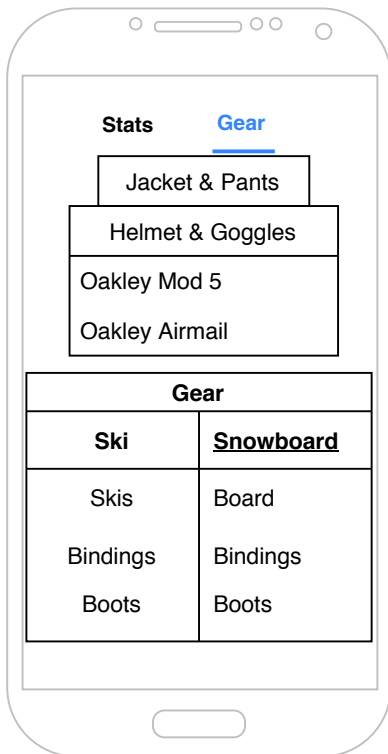 Stats Gear
Jacket & Pants
Helmet & Goggles
Oakley Mod 5
Oakley Airmail
Gear
Ski Snowboard
Skis Board
Bindings Bindings
Boots Boots